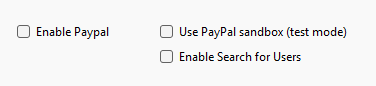 Enable Paypal
Use PayPal sandbox (test mode)
Enable Search for Users